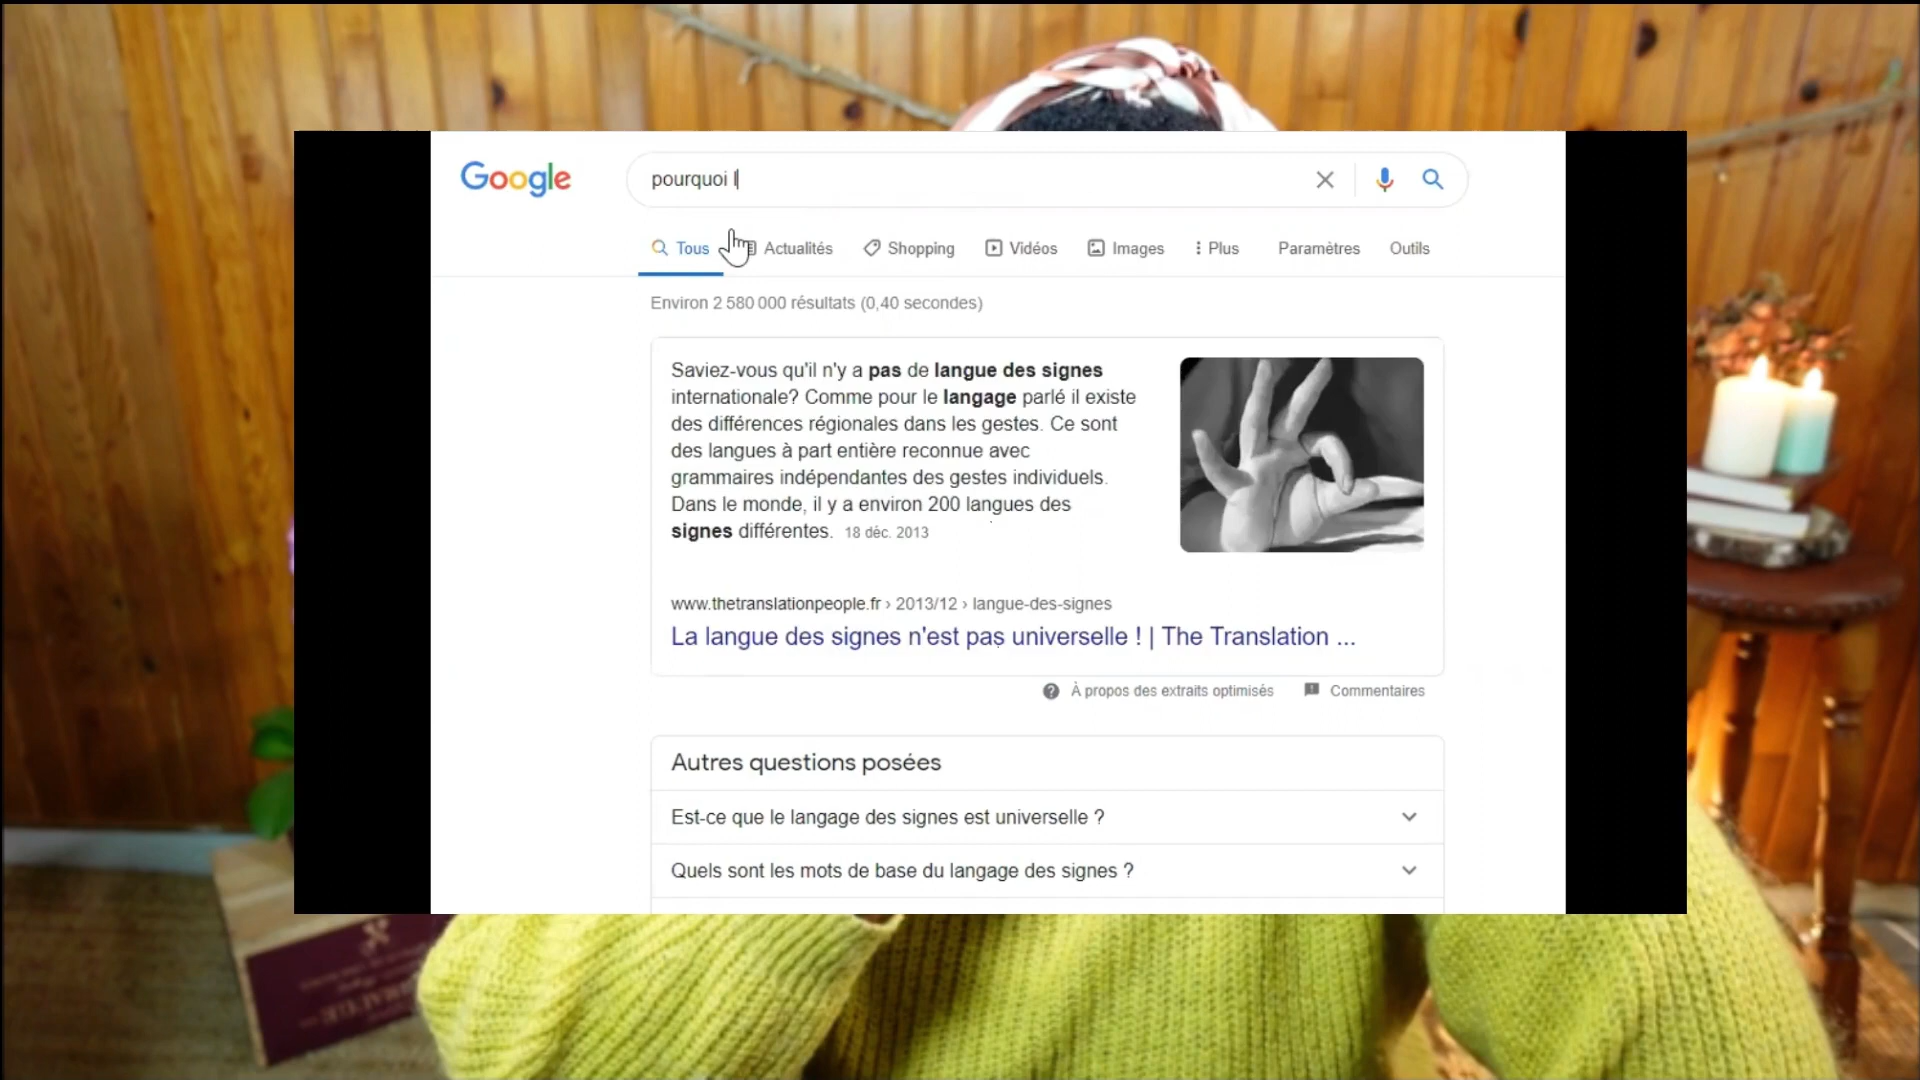 Google
pourquoi l
Tous Actualités Shopping Vidéos Images Plus Paramètres Outils
Environ 2 580 000 résultats (0,40 secondes)
Saviez-vous qu'il n'y a pas de langue des signes
internationale? Comme pour le langage parlé il existe
des différences régionales dans les gestes. Ce sont
des langues à part entière reconnue avec
grammaires indépendantes des gestes individuels.
Dans le monde, il y a environ 200 langues des
signes différentes. 18 déc. 2013
www.thetranslationpeople.fr › 2013/12 › langue-des-signes
La langue des signes n'est pas universelle ! | The Translation ...
À propos des extraits optimisés Commentaires
Autres questions posées
Est-ce que le langage des signes est universelle ?
Quels sont les mots de base du langage des signes ?